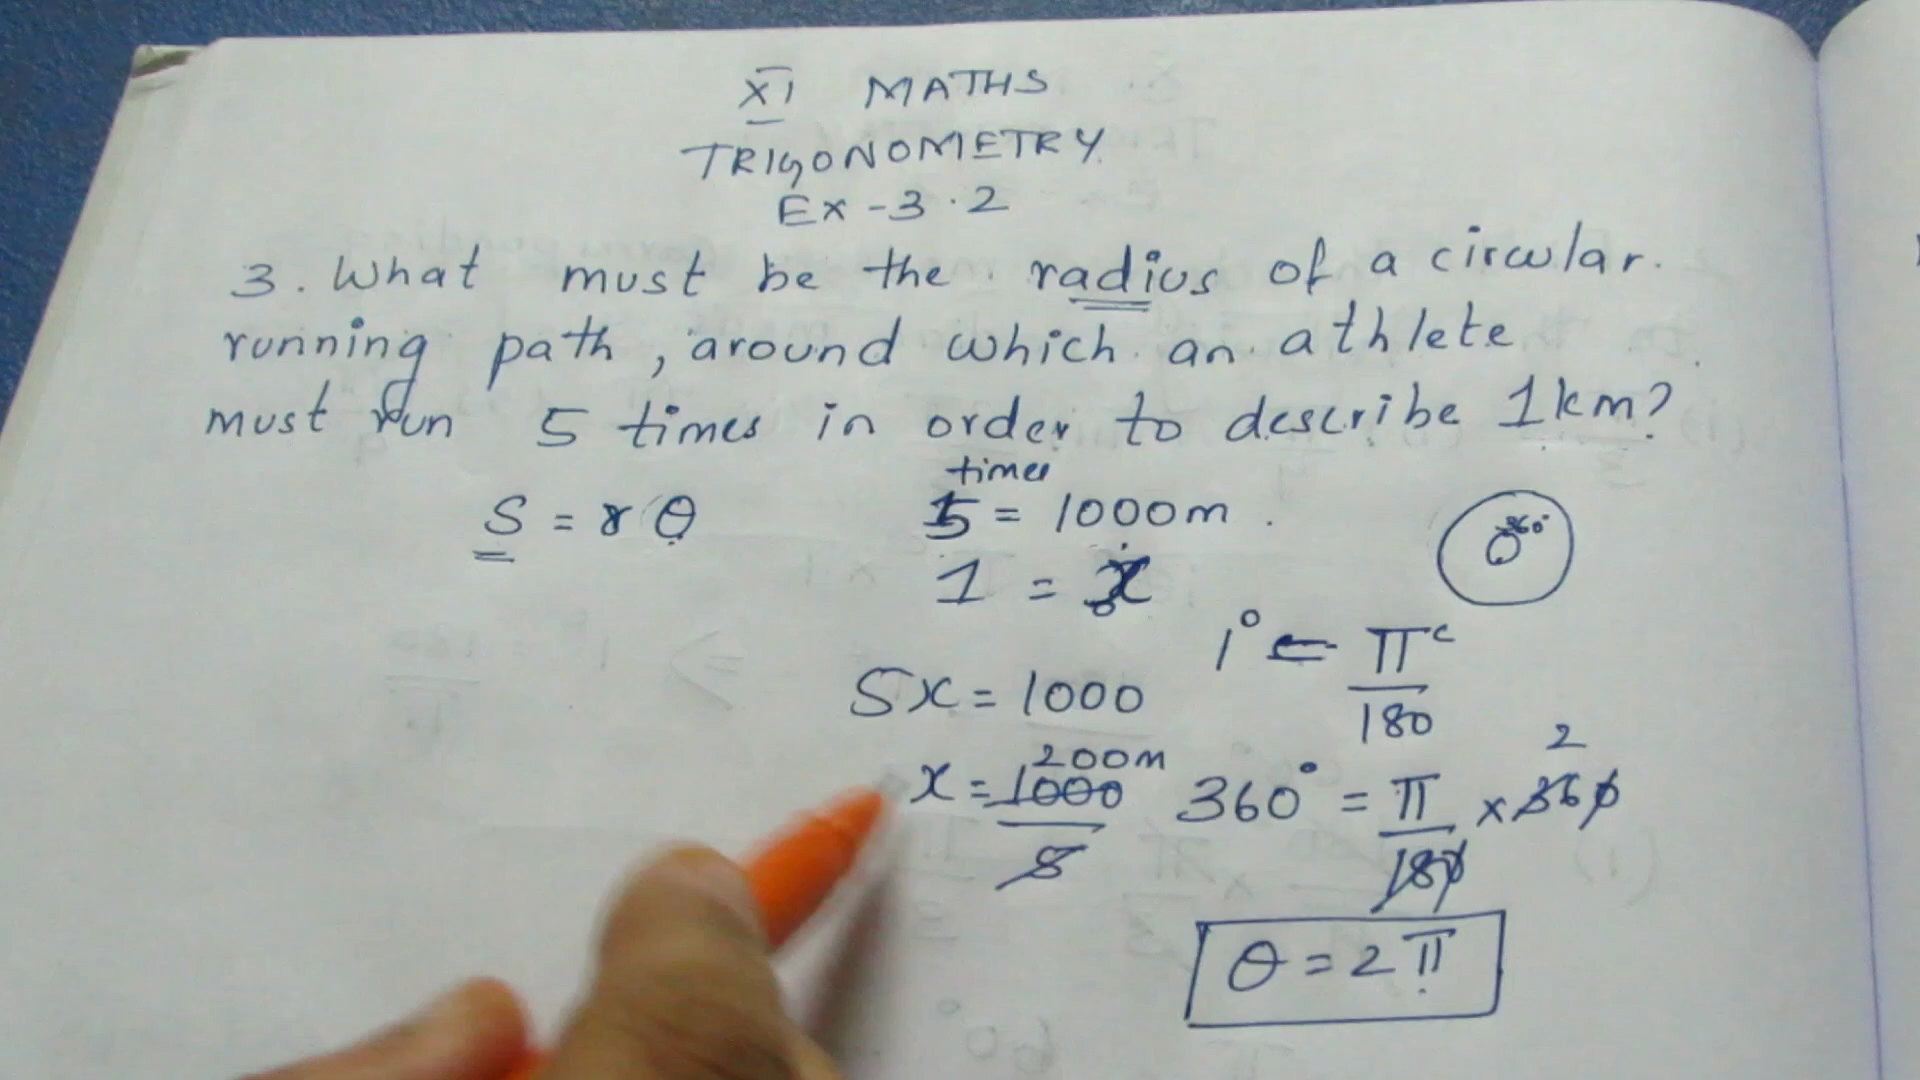 XI MATHS
TRIGONOMETRY
Ex-3.2
3. What must be the radius of a circular
running path, around which an athlete
must run 5 times in order to describe 1km?
S = rθ
times
5 = 1000m
360°
1 = x
1° = π^c
180
5x = 1000
200m
x = 1000
5
2
360° = π × 360
180
θ = 2π